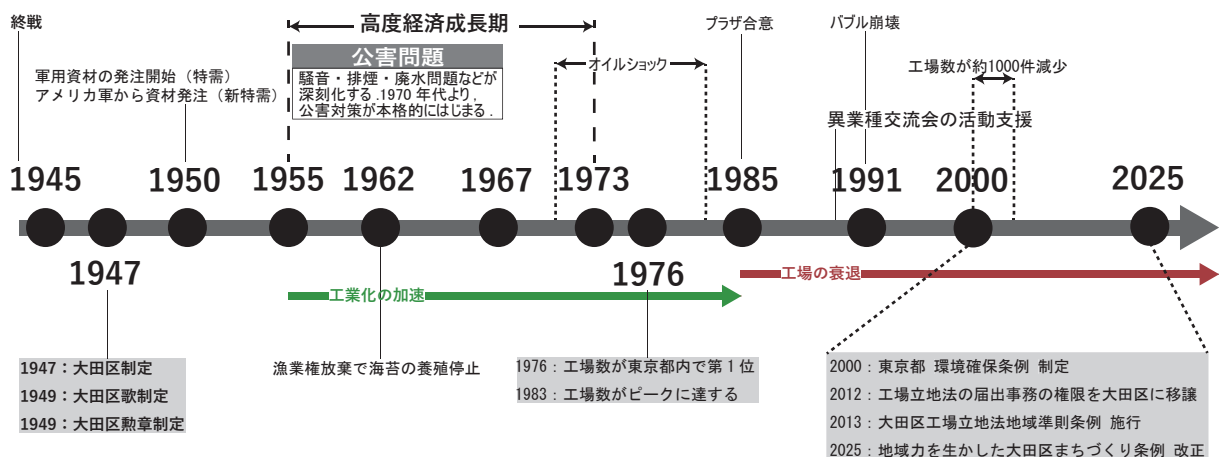 終戦
高度経済成長期
プラザ合意
バブル崩壊
公害問題
騒音・排煙・廃水問題などが
深刻化する.1970年代より,
公害対策が本格的にはじまる.
オイルショック
工場数が約1000件減少
軍用資材の発注開始（特需）
アメリカ軍から資材発注（新特需）
異業種交流会の活動支援
1945
1950
1955
1962
1967
1973
1985
1991
2000
2025
1947
1976
工業化の加速
工場の衰退
1947：大田区制定
1949：大田区歌制定
1949：大田区勲章制定
漁業権放棄で海苔の養殖停止
1976：工場数が東京都内で第1位
1983：工場数がピークに達する
2000：東京都 環境確保条例 制定
2012：工場立地法の届出事務の権限を大田区に移譲
2013：大田区工場立地法地域準則条例 施行
2025：地域力を生かした大田区まちづくり条例 改正